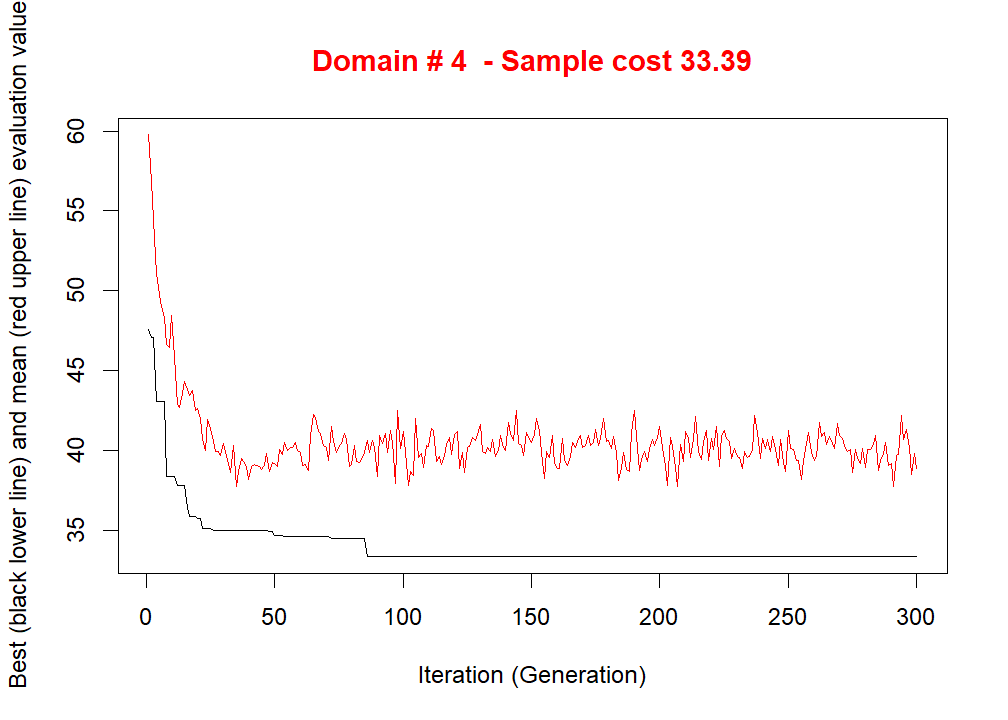 Domain # 4  - Sample cost 33.39
Best (black lower line) and mean (red upper line) evaluation value
60
55
50
45
40
35
0 50 100 150 200 250 300
Iteration (Generation)